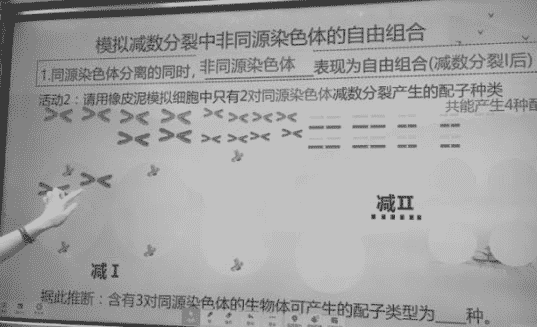 模拟减数分裂中非同源染色体的自由组合
1.同源染色体分离的同时,非同源染色体 表现为自由组合(减数分裂Ⅰ后)
活动2:请用橡皮泥模拟细胞中只有2对同源染色体减数分裂产生的配子种类
共能产生4种配
减Ⅱ
减Ⅰ
据此推断:含有3对同源染色体的生物体可产生的配子类型为____种。